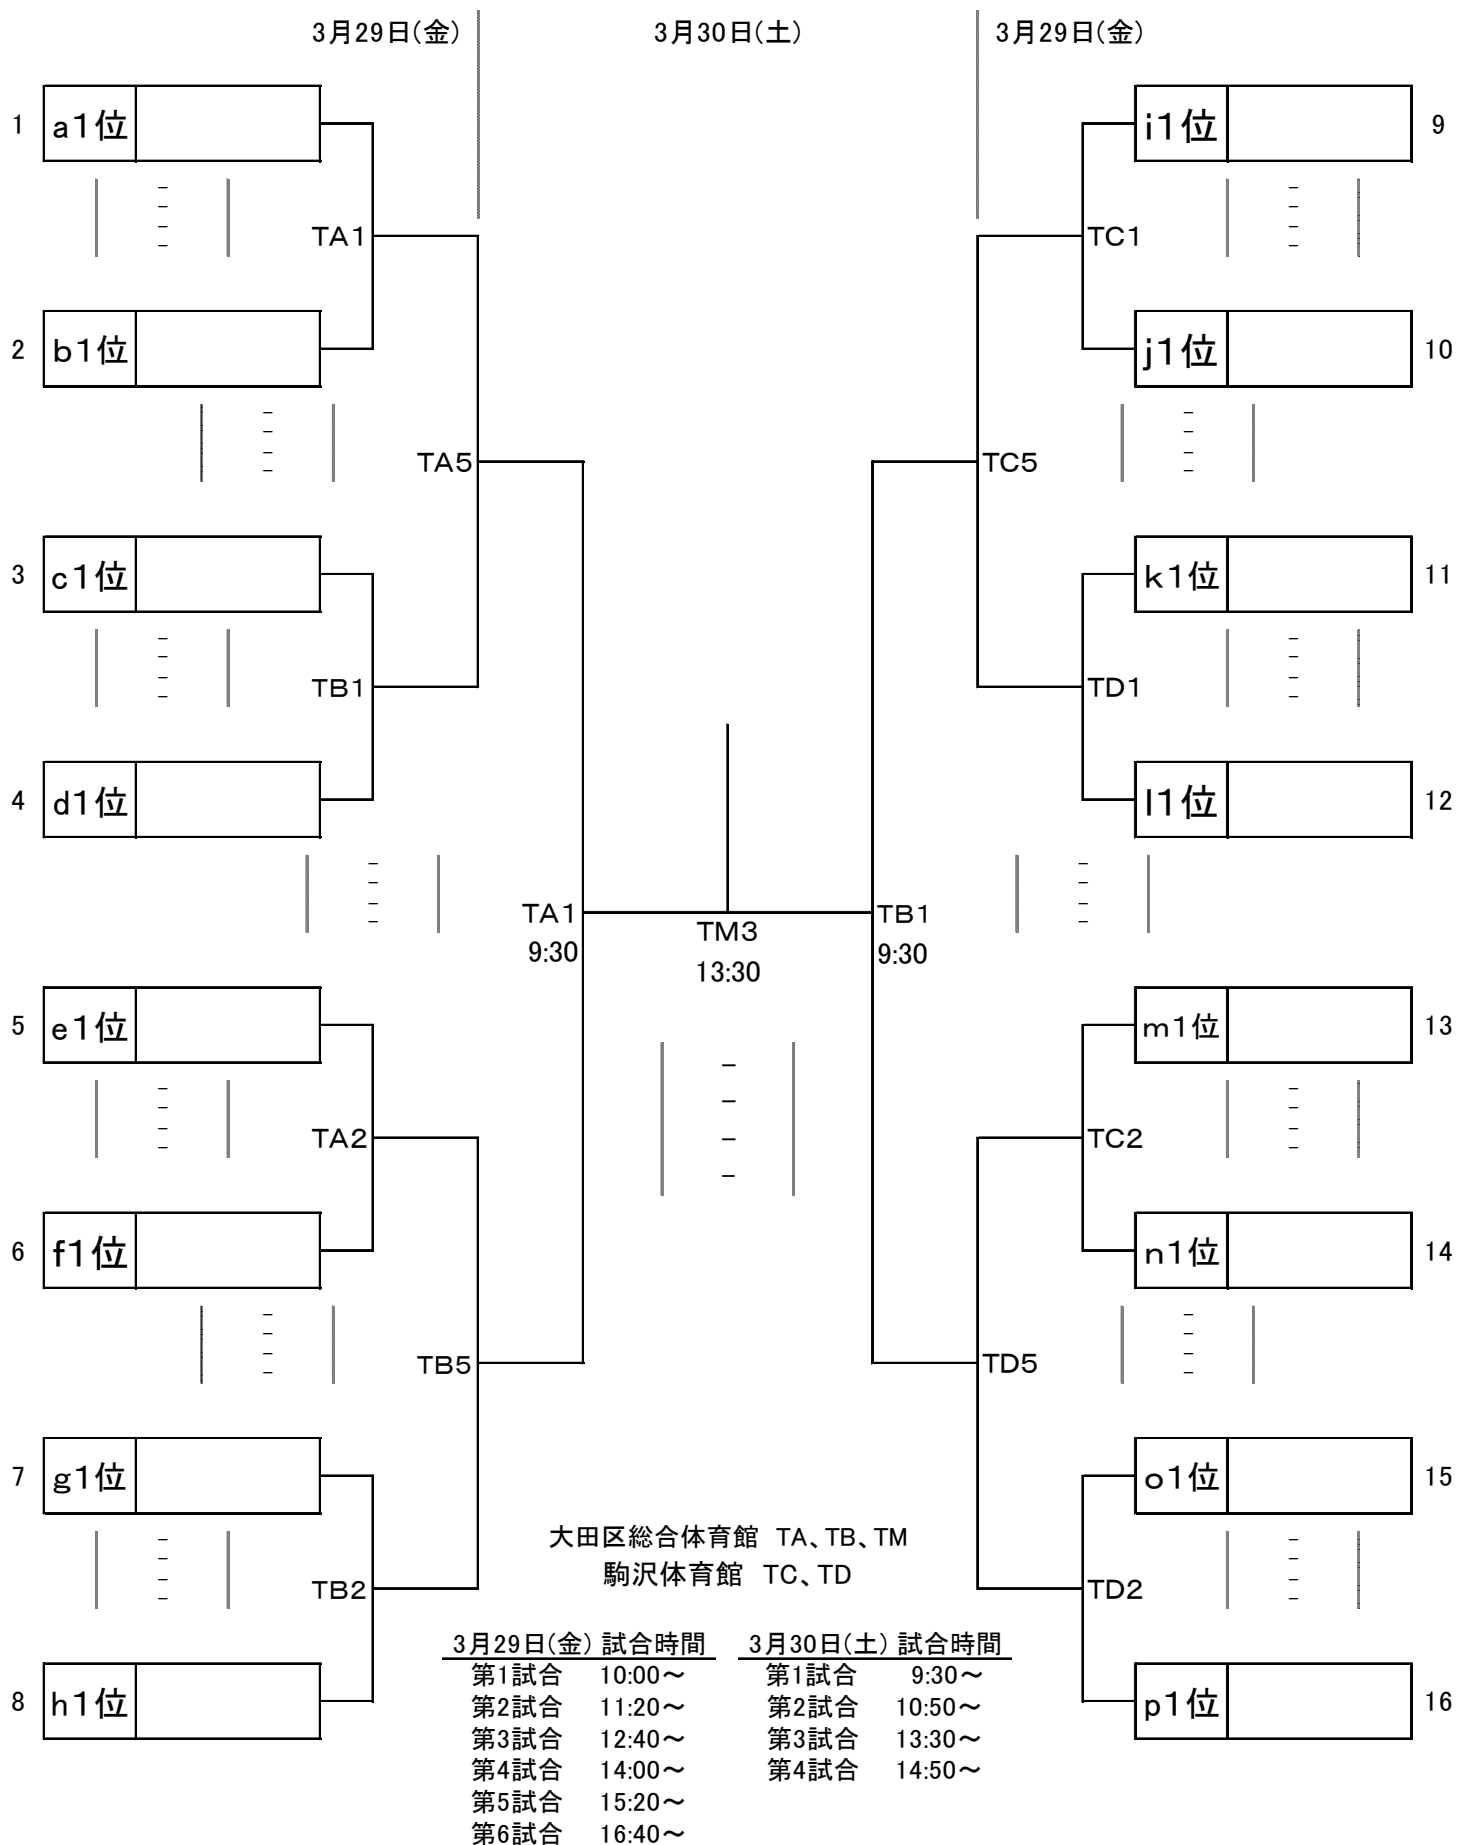 3月29日(金) 3月30日(土) 3月29日(金)
1 a1位 i1位 9
TA1 TC1
2 b1位 j1位 10
TA5 TC5
3 c1位 k1位 11
TB1 TD1
4 d1位 l1位 12
TA1 TB1
TM3
9:30 9:30
13:30
5 e1位 m1位 13
TA2 TC2
6 f1位 n1位 14
TB5 TD5
7 g1位 o1位 15
大田区総合体育館 TA、TB、TM
駒沢体育館 TC、TD
TB2 TD2
3月29日(金) 試合時間 3月30日(土) 試合時間
第1試合 10:00～ 第1試合 9:30～
8 h1位 p1位 16
第2試合 11:20～ 第2試合 10:50～
第3試合 12:40～ 第3試合 13:30～
第4試合 14:00～ 第4試合 14:50～
第5試合 15:20～
第6試合 16:40～